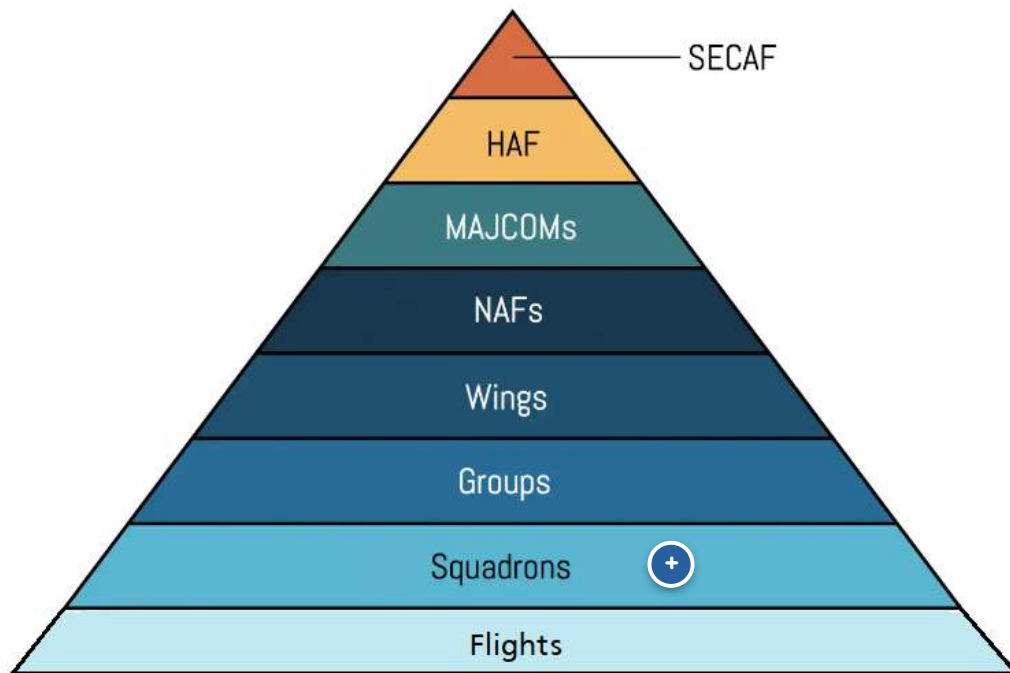 SECAF
HAF
MAJCOMs
NAFs
Wings
Groups
Squadrons +
Flights